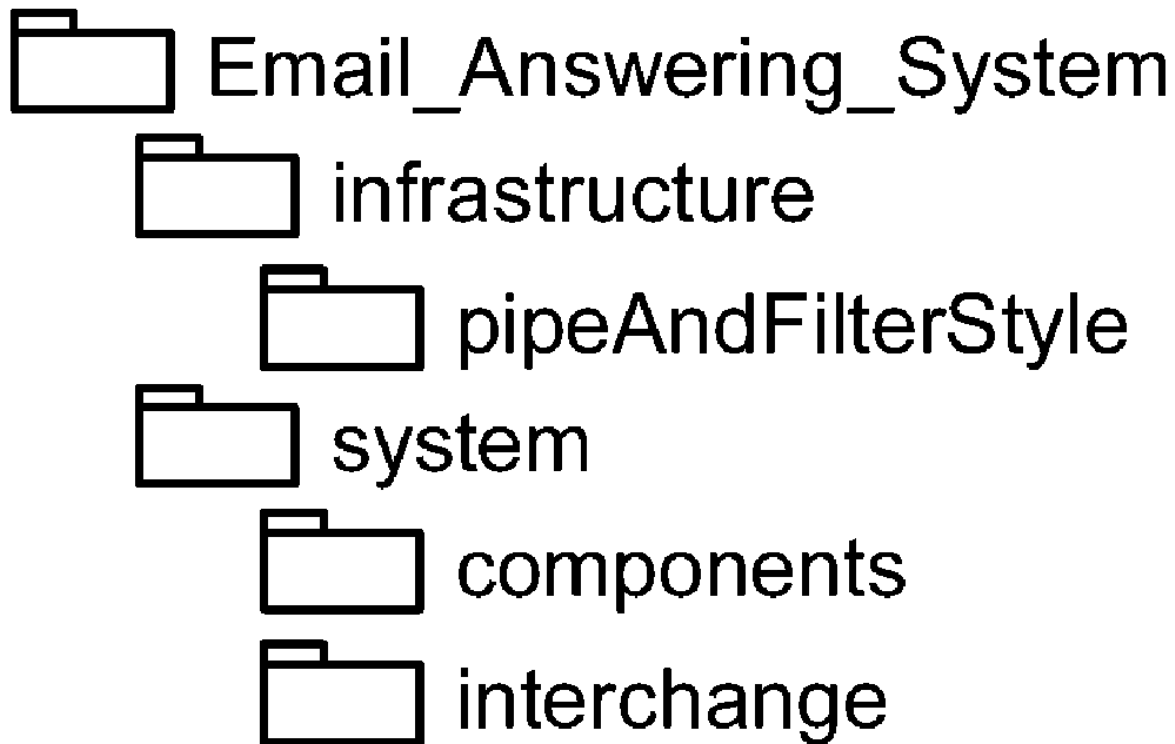 Email_Answering_System
infrastructure
pipeAndFilterStyle
system
components
interchange